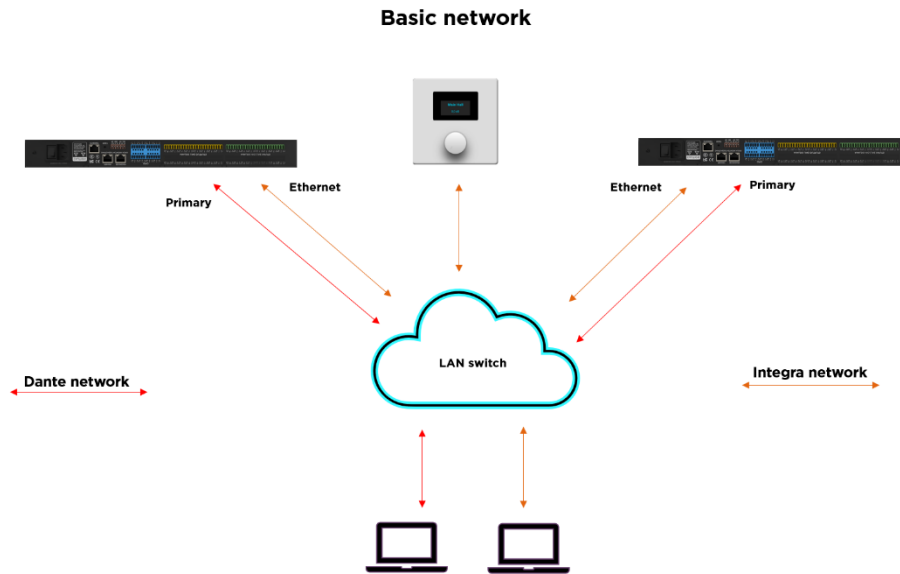 Basic network
Ethernet
Primary
Ethernet
Primary
LAN switch
Dante network
Integra network